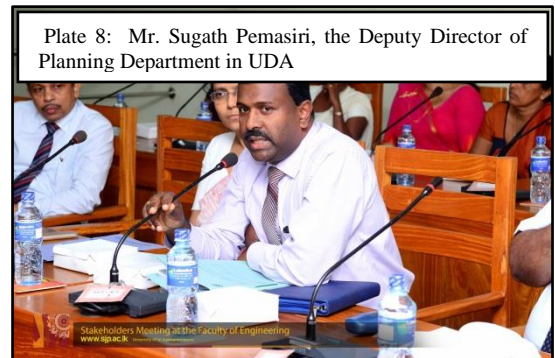 Plate 8: Mr. Sugath Pemasiri, the Deputy Director of
Planning Department in UDA
Stakeholders Meeting at the Faculty of Engineering
www.sjp.ac.lk